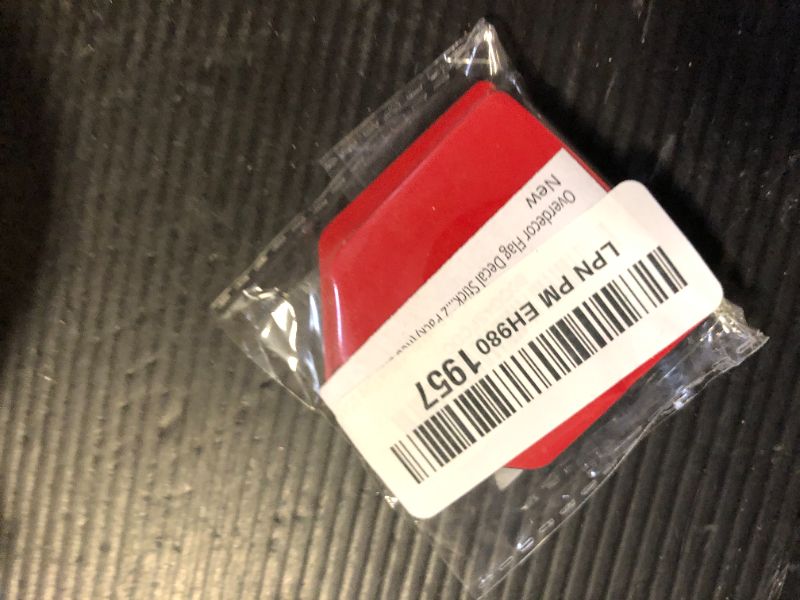 LPN PM EH980 1957
Overdecor Flag Decal Stick...
New